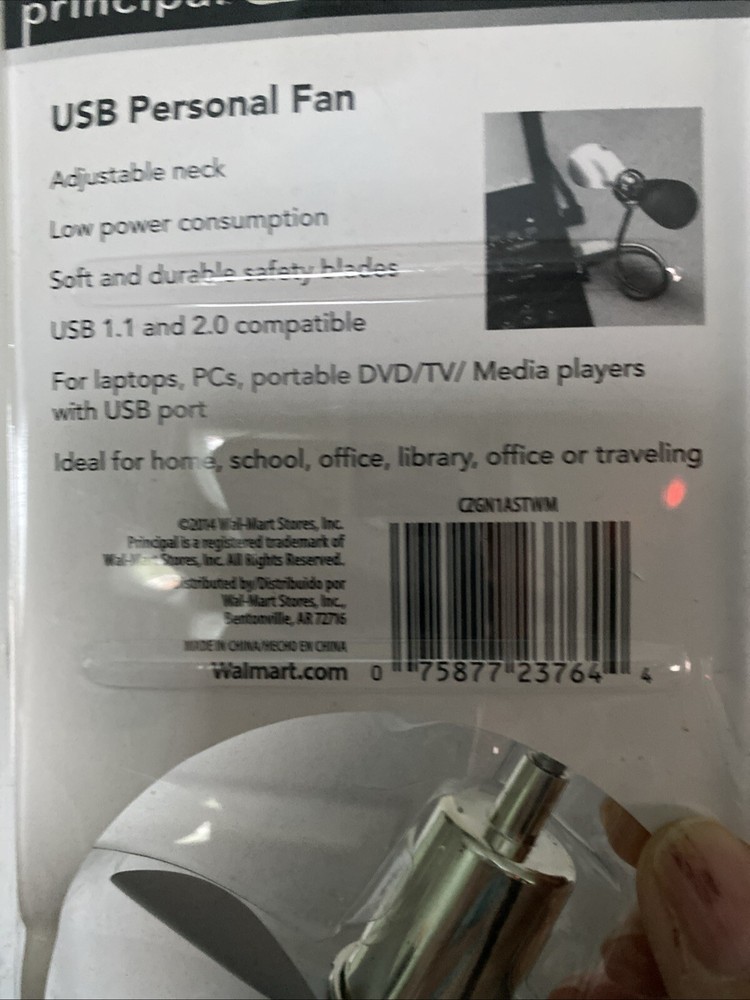 principal
USB Personal Fan
Adjustable neck
Low power consumption
Soft and durable safety blades
USB 1.1 and 2.0 compatible
For laptops, PCs, portable DVD/TV/ Media players
with USB port
Ideal for home, school, office, library, office or traveling
CZGN1ASTWM
©2014 Wal-Mart Stores, Inc.
Principal is a registered trademark of
Wal-Mart Stores, Inc. All Rights Reserved.
Distributed by/Distribuido por
Wal-Mart Stores, Inc.,
Bentonville, AR 72716
MADE IN CHINA/HECHO EN CHINA
Walmart.com
0 75877 23764 4